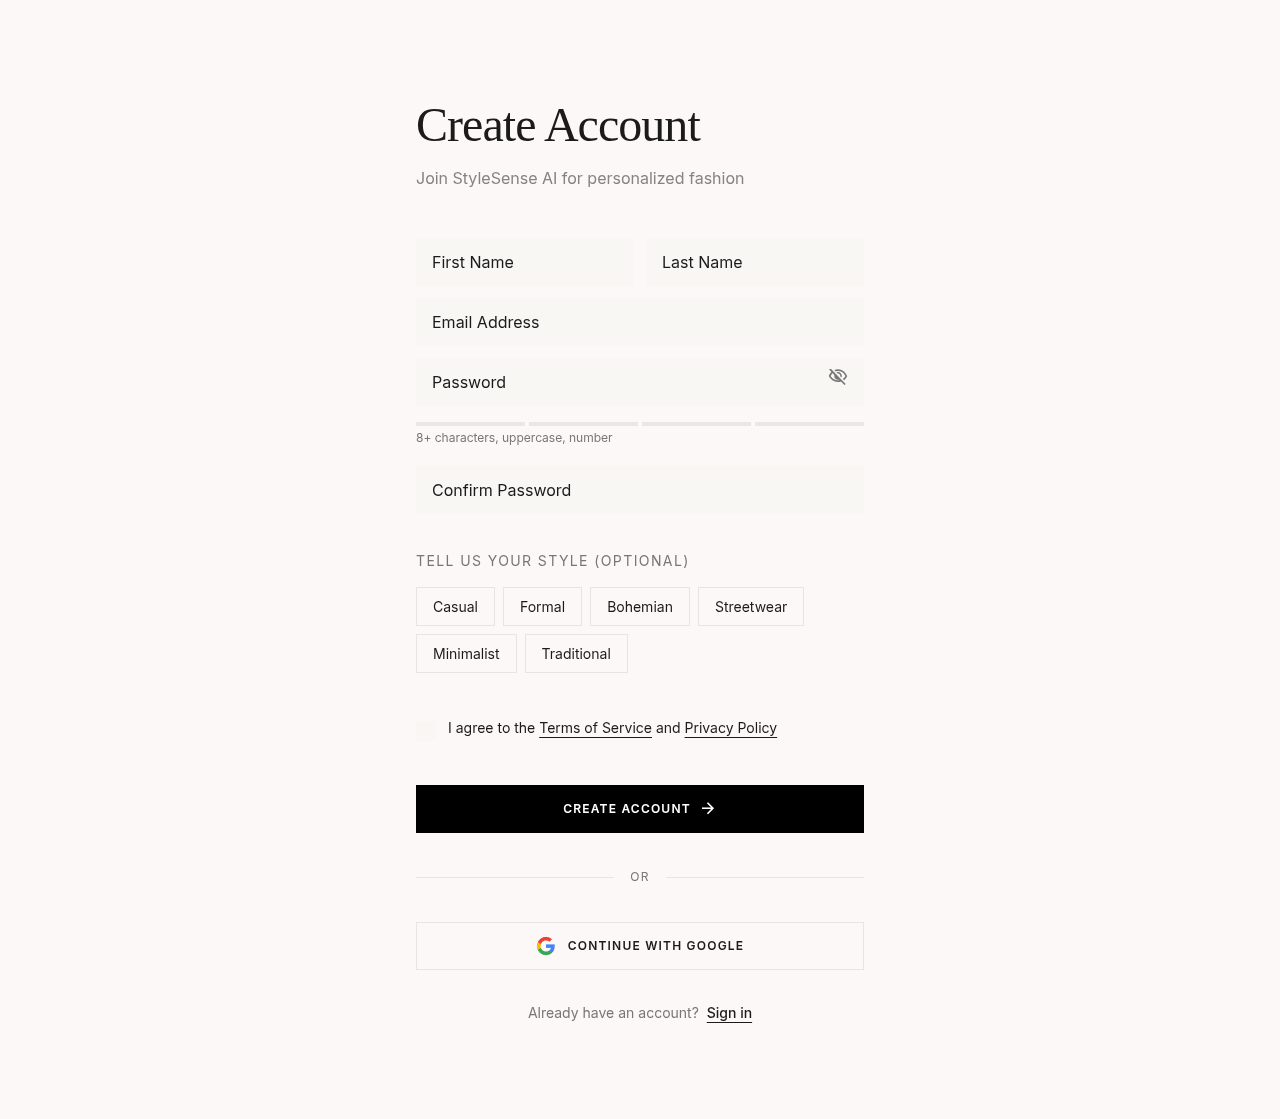 Create Account
Join StyleSense AI for personalized fashion
First Name
Last Name
Email Address
Password
8+ characters, uppercase, number
Confirm Password
TELL US YOUR STYLE (OPTIONAL)
Casual
Formal
Bohemian
Streetwear
Minimalist
Traditional
I agree to the Terms of Service and Privacy Policy
CREATE ACCOUNT
OR
CONTINUE WITH GOOGLE
Already have an account? Sign in